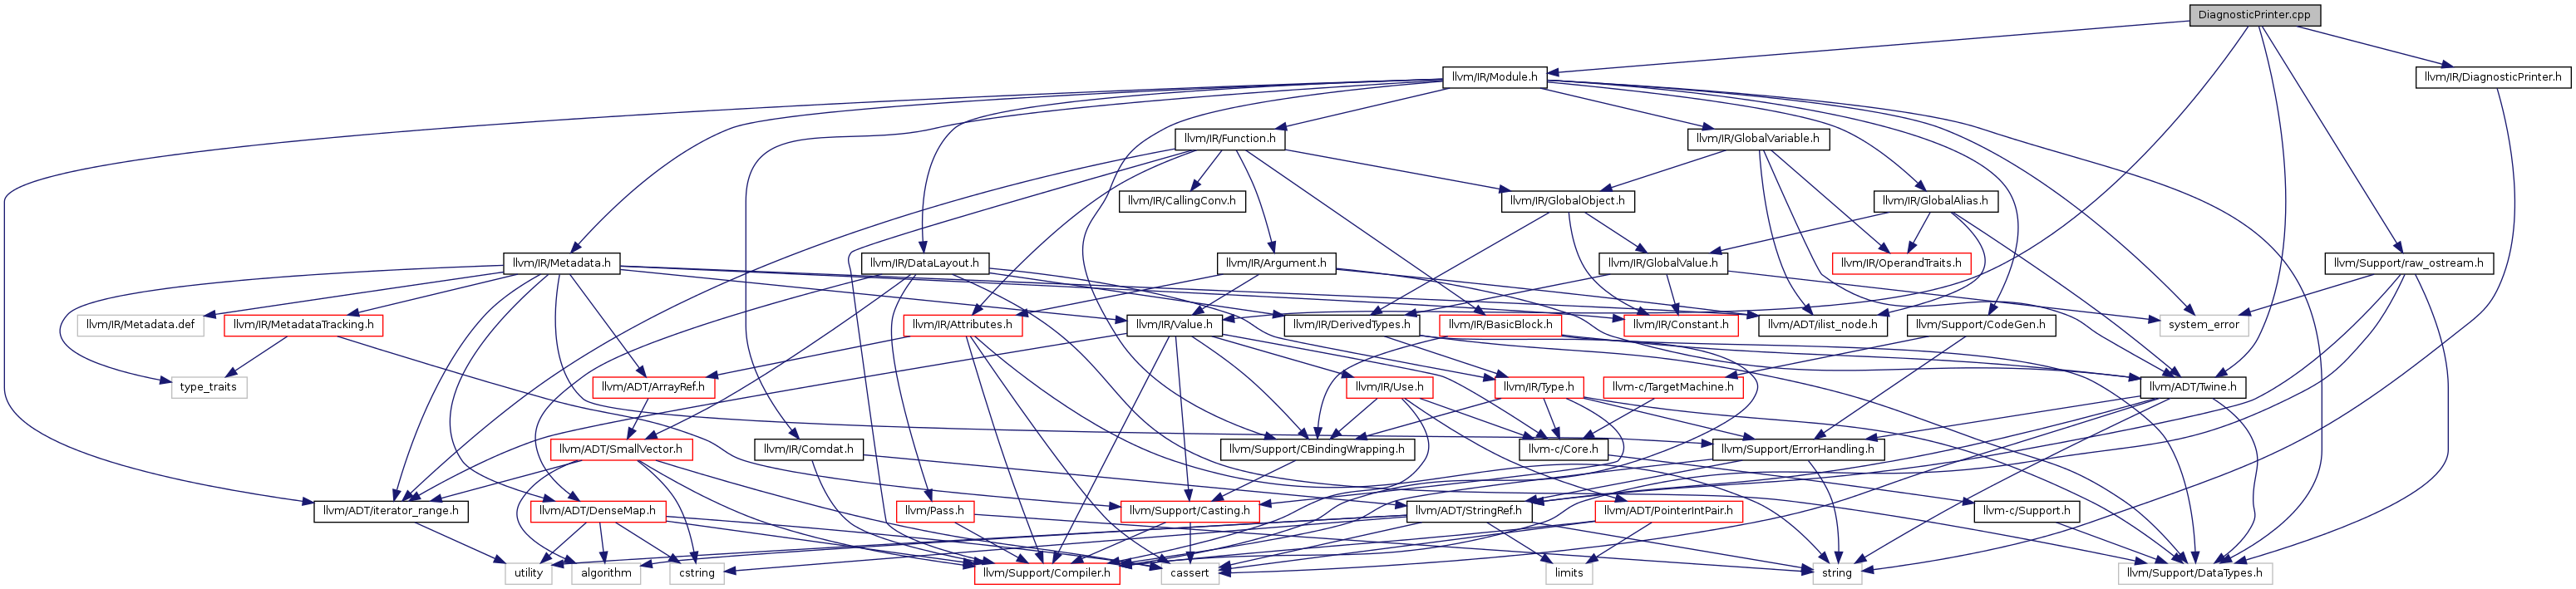 DiagnosticPrinter.cpp
llvm/IR/Module.h
llvm/IR/DiagnosticPrinter.h
llvm/IR/Function.h
llvm/IR/GlobalVariable.h
llvm/IR/CallingConv.h
llvm/IR/GlobalObject.h
llvm/IR/GlobalAlias.h
llvm/IR/Metadata.h
llvm/IR/DataLayout.h
llvm/IR/Argument.h
llvm/IR/GlobalValue.h
llvm/IR/OperandTraits.h
llvm/Support/raw_ostream.h
llvm/IR/Metadata.def
llvm/IR/MetadataTracking.h
llvm/IR/Attributes.h
llvm/IR/Value.h
llvm/IR/DerivedTypes.h
llvm/IR/BasicBlock.h
llvm/IR/Constant.h
llvm/ADT/ilist_node.h
llvm/Support/CodeGen.h
system_error
type_traits
llvm/ADT/ArrayRef.h
llvm/IR/Use.h
llvm/IR/Type.h
llvm-c/TargetMachine.h
llvm/ADT/Twine.h
llvm/ADT/SmallVector.h
llvm/IR/Comdat.h
llvm/Support/CBindingWrapping.h
llvm-c/Core.h
llvm/Support/ErrorHandling.h
llvm/ADT/iterator_range.h
llvm/ADT/DenseMap.h
llvm/Pass.h
llvm/Support/Casting.h
llvm/ADT/StringRef.h
llvm/ADT/PointerIntPair.h
llvm-c/Support.h
utility
algorithm
cstring
llvm/Support/Compiler.h
cassert
limits
string
llvm/Support/DataTypes.h